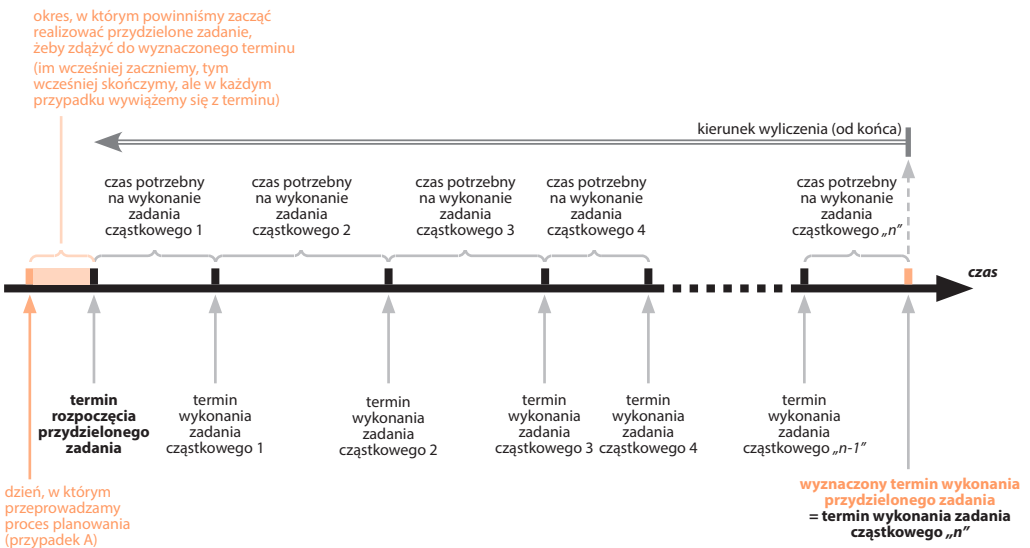 okres, w którym powinniśmy zacząć
realizować przydzielone zadanie,
żeby zdążyć do wyznaczonego terminu
(im wcześniej zaczniemy, tym
wcześniej skończymy, ale w każdym
przypadku wywiążemy się z terminu)
kierunek wyliczenia (od końca)
czas potrzebny
na wykonanie
zadania
cząstkowego 1
czas potrzebny
na wykonanie
zadania
cząstkowego 2
czas potrzebny
na wykonanie
zadania
cząstkowego 3
czas potrzebny
na wykonanie
zadania
cząstkowego 4
czas potrzebny
na wykonanie
zadania
cząstkowego „n”
czas
termin
rozpoczęcia
przydzielonego
zadania
termin
wykonania
zadania
cząstkowego 1
termin
wykonania
zadania
cząstkowego 2
termin
wykonania
zadania
cząstkowego 3
termin
wykonania
zadania
cząstkowego 4
termin
wykonania
zadania
cząstkowego „n-1”
dzień, w którym
przeprowadzamy
proces planowania
(przypadek A)
wyznaczony termin wykonania
przydzielonego zadania
= termin wykonania zadania
cząstkowego „n”